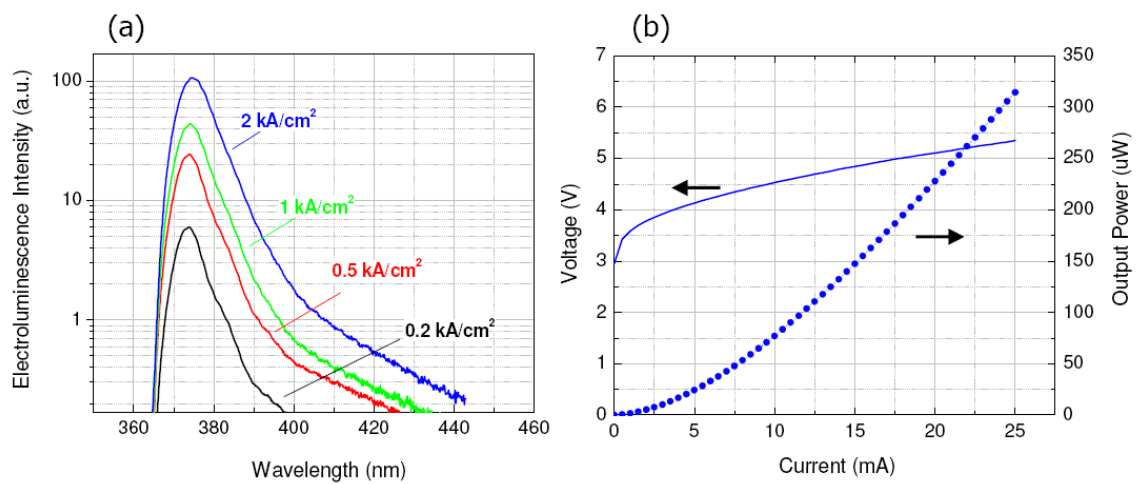 (a)
Electroluminescence Intensity (a.u.)
100
10
1
2 kA/cm²
1 kA/cm²
0.5 kA/cm²
0.2 kA/cm²
360 380 400 420 440 460
Wavelength (nm)
(b)
Voltage (V)
7
6
5
4
3
2
1
0
350
300
250
200
150
100
50
0
Output Power (uW)
0 5 10 15 20 25
Current (mA)